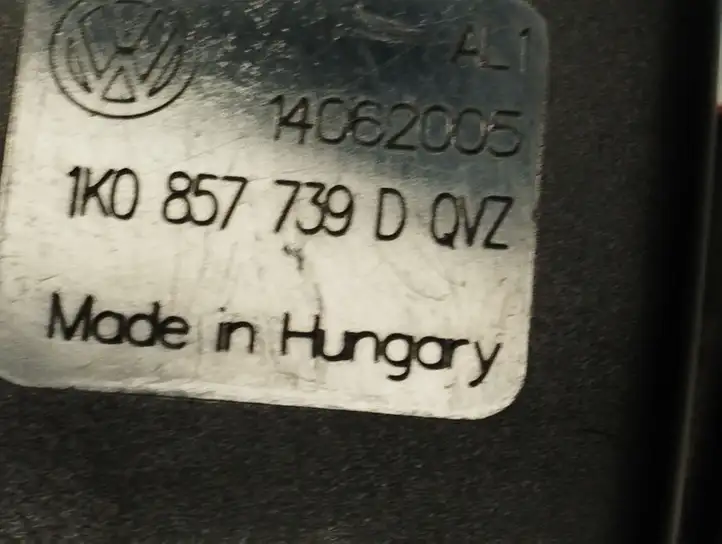 AL1
14062005
1K0 857 739 D QVZ
Made in Hungary